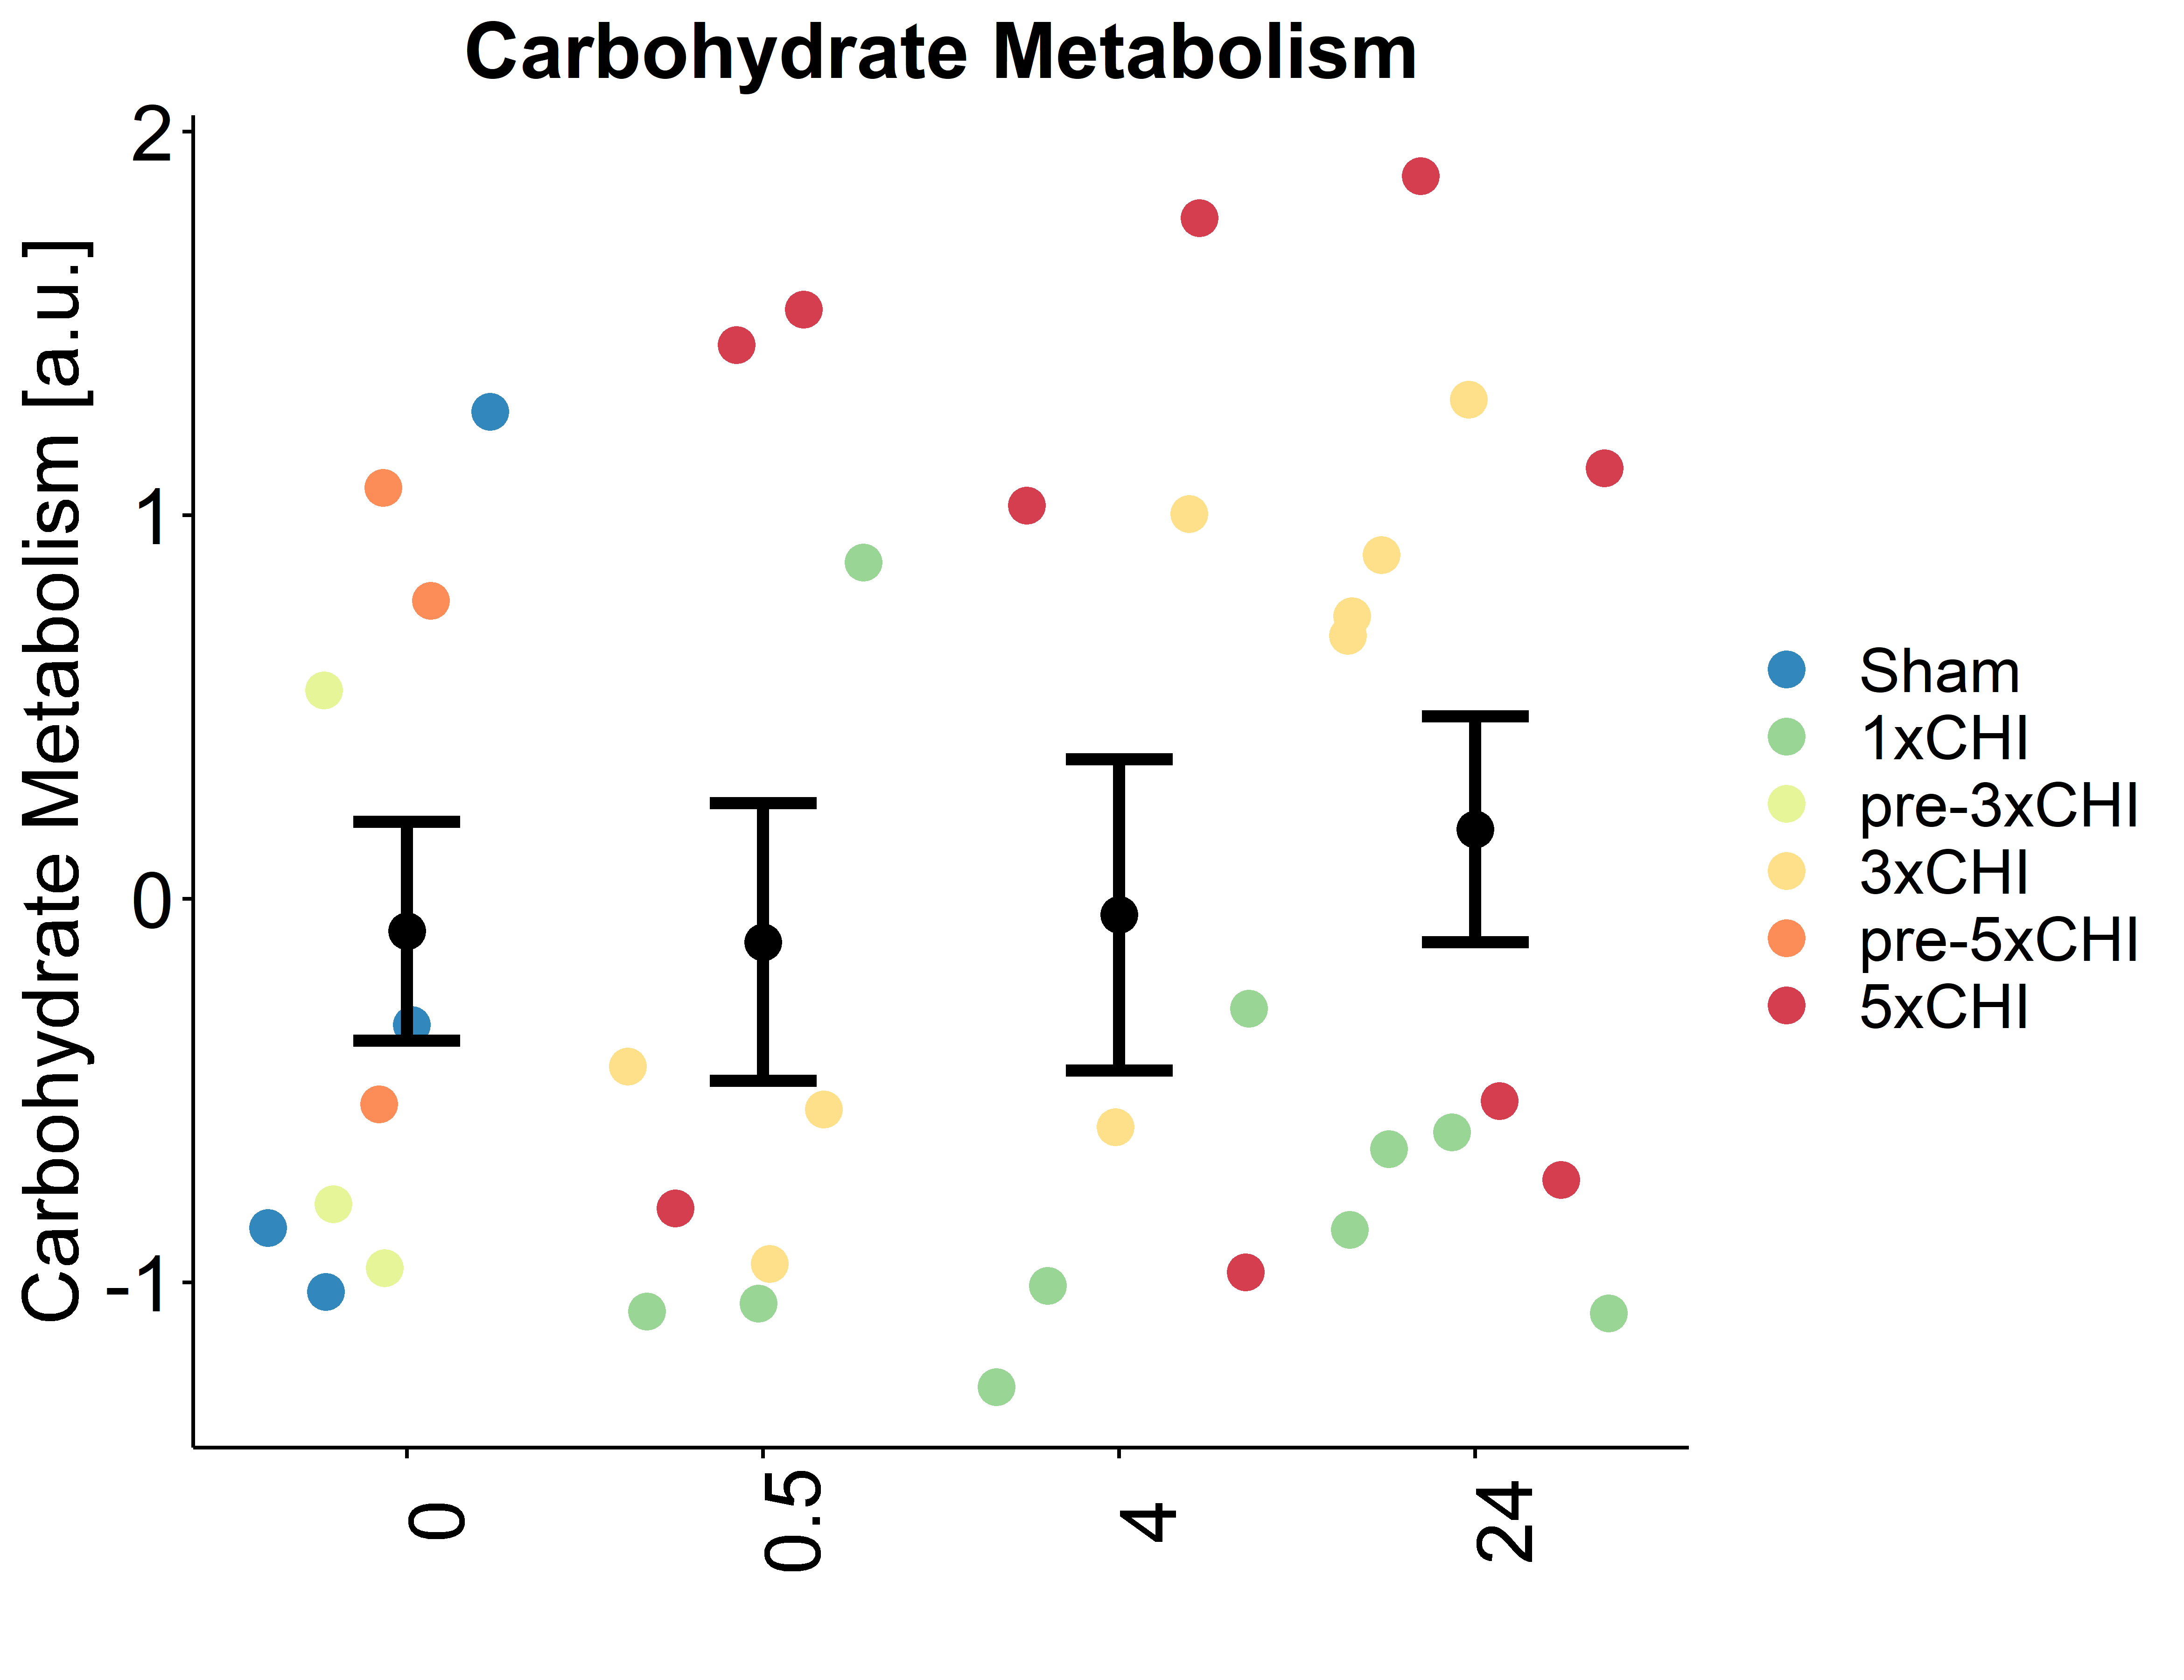 Carbohydrate Metabolism
Carbohydrate Metabolism [a.u.]
2
1
0
-1
0
0.5
4
24
Sham
1xCHI
pre-3xCHI
3xCHI
pre-5xCHI
5xCHI